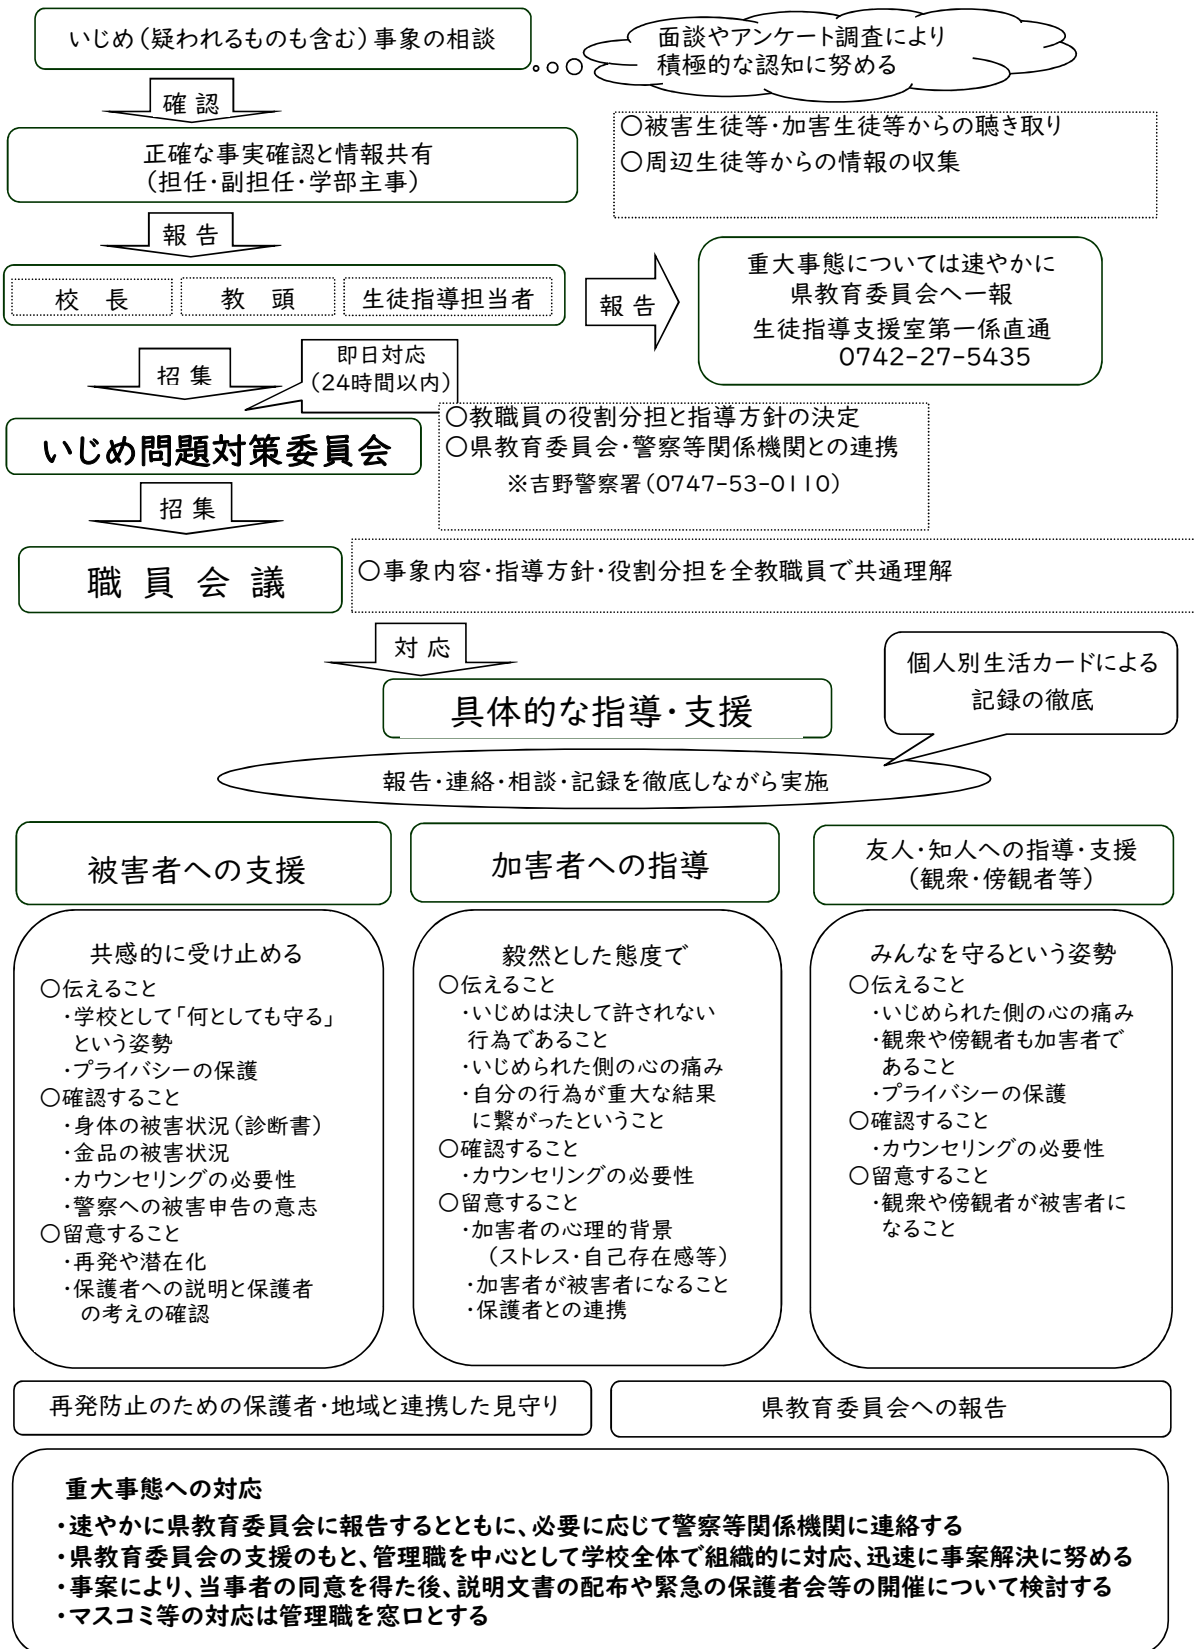 いじめ(疑われるものも含む)事象の相談
面談やアンケート調査により
積極的な認知に努める
確 認
正確な事実確認と情報共有
(担任・副担任・学部主事)
〇被害生徒等・加害生徒等からの聴き取り
〇周辺生徒等からの情報の収集
報 告
校 長
教 頭
生徒指導担当者
報 告
重大事態については速やかに
県教育委員会へ一報
生徒指導支援室第一係直通
0742-27-5435
招 集
即日対応
(24時間以内)
いじめ問題対策委員会
〇教職員の役割分担と指導方針の決定
〇県教育委員会・警察等関係機関との連携
※吉野警察署(0747-53-0110)
招 集
職 員 会 議
〇事象内容・指導方針・役割分担を全教職員で共通理解
対 応
個人別生活カードによる
記録の徹底
具体的な指導・支援
報告・連絡・相談・記録を徹底しながら実施
被害者への支援
共感的に受け止める
〇伝えること
・学校として「何としても守る」
という姿勢
・プライバシーの保護
〇確認すること
・身体の被害状況(診断書)
・金品の被害状況
・カウンセリングの必要性
・警察への被害申告の意志
〇留意すること
・再発や潜在化
・保護者への説明と保護者
の考えの確認
加害者への指導
毅然とした態度で
〇伝えること
・いじめは決して許されない
行為であること
・いじめられた側の心の痛み
・自分の行為が重大な結果
に繋がったということ
〇確認すること
・カウンセリングの必要性
〇留意すること
・加害者の心理的背景
(ストレス・自己存在感等)
・加害者が被害者になること
・保護者との連携
友人・知人への指導・支援
(観衆・傍観者等)
みんなを守るという姿勢
〇伝えること
・いじめられた側の心の痛み
・観衆や傍観者も加害者で
あること
・プライバシーの保護
〇確認すること
・カウンセリングの必要性
〇留意すること
・観衆や傍観者が被害者に
なること
再発防止のための保護者・地域と連携した見守り
県教育委員会への報告
重大事態への対応
・速やかに県教育委員会に報告するとともに、必要に応じて警察等関係機関に連絡する
・県教育委員会の支援のもと、管理職を中心として学校全体で組織的に対応、迅速に事案解決に努める
・事案により、当事者の同意を得た後、説明文書の配布や緊急の保護者会等の開催について検討する
・マスコミ等の対応は管理職を窓口とする